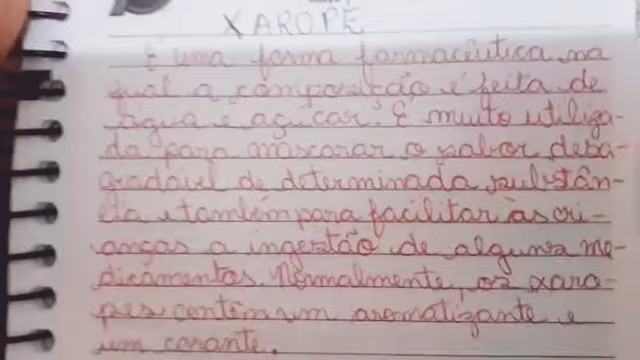 XAROPE
É uma forma farmacêutica na
qual a composição é feita de
água e açúcar. É muito utiliza-
do para mascarar o sabor desa-
gradável de determinada substân-
cia e também para facilitar às cri-
anças a ingestão de alguns me-
dicamentos. Normalmente, os xaro-
pes contêm um aromatizante e
um corante.